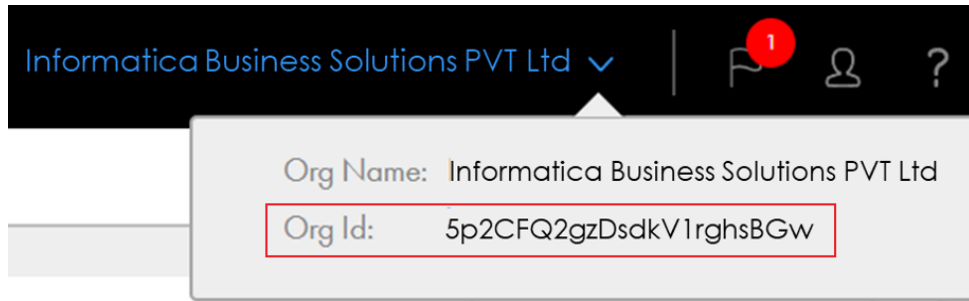 Informatica Business Solutions PVT Ltd 1 ?
Org Name: Informatica Business Solutions PVT Ltd
Org Id: 5p2CFQ2gzDsdkV1rghsBGw